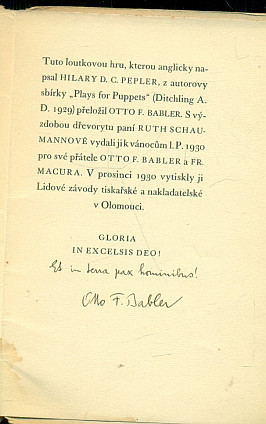 Tuto loutkovou hru, kterou anglicky na-
psal HILARY D. C. PEPLER, z autorovy
sbírky „Plays for Puppets“ (Ditchling A.
D. 1929) přeložil OTTO F. BABLER. S vý-
zdobou dřevorytu paní RUTH SCHAU-
MANNOVÉ vydali jí k vánocům l. P. 1930
pro své přátele OTTO F. BABLER a FR.
MACURA. V prosinci 1930 vytiskly ji
Lidové závody tiskařské a nakladatelské
v Olomouci.
GLORIA
IN EXCELSIS DEO!
Et in terra pax hominibus!
Otto F. Babler